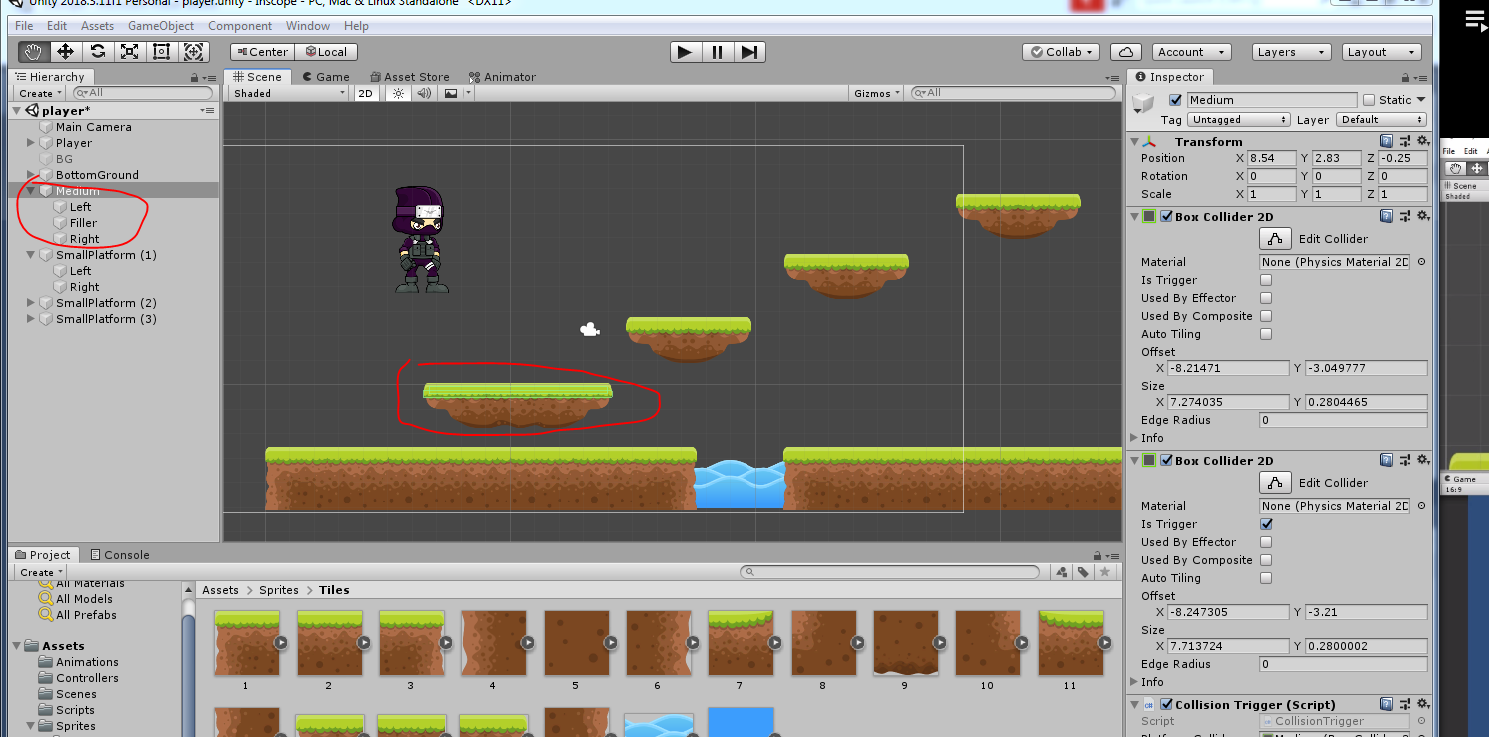 Unity 2018.3.11f1 Personal - player.unity - Inscope - PC, Mac & Linux Standalone* <DX11>
File Edit Assets GameObject Component Window Help
Center Local Collab Account Layers Layout
Hierarchy
Create All
player*
Main Camera
Player
BG
BottomGround
Medium
Left
Filler
Right
SmallPlatform (1)
Left
Right
SmallPlatform (2)
SmallPlatform (3)
Scene Game Asset Store Animator
Shaded 2D Gizmos All
Inspector
Medium Static
Tag Untagged Layer Default
Transform
Position X 8.54 Y 2.83 Z -0.25
Rotation X 0 Y 0 Z 0
Scale X 1 Y 1 Z 1
Box Collider 2D
Edit Collider
Material None (Physics Material 2D
Is Trigger
Used By Effector
Used By Composite
Auto Tiling
Offset
X -8.21471 Y -3.049777
Size
X 7.274035 Y 0.2804465
Edge Radius 0
Info
Box Collider 2D
Edit Collider
Material None (Physics Material 2D
Is Trigger
Used By Effector
Used By Composite
Auto Tiling
Offset
X -8.247305 Y -3.21
Size
X 7.713724 Y 0.2800002
Edge Radius 0
Info
Collision Trigger (Script)
Script CollisionTrigger
Project Console
Create
All Materials
All Models
All Prefabs
Assets
Animations
Controllers
Scenes
Scripts
Sprites
Assets > Sprites > Tiles
1 2 3 4 5 6 7 8 9 10 11
File Edit
Scene
Shaded
Game
16:9